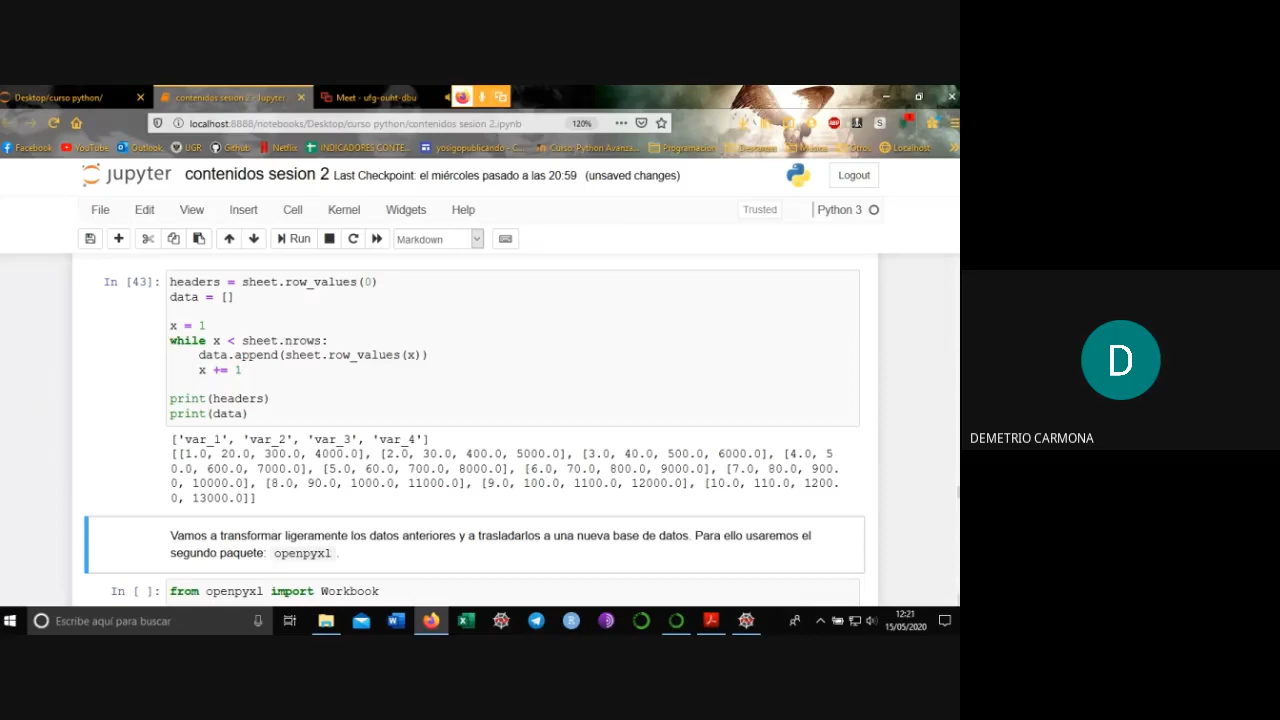 Desktop/curso python/
contenidos sesion 2 - Jupyter
Meet - ufg-ouht-dbu
localhost:8888/notebooks/Desktop/curso python/contenidos sesion 2.ipynb
120%
Facebook
YouTube
Outlook
UGR
Github
Netflix
INDICADORES CONTE...
yosigopublicando - C...
Curso: Python Avanza...
Programacion
Descargas
Musica
Otros
Localhost
jupyter
contenidos sesion 2 Last Checkpoint: el miércoles pasado a las 20:59 (unsaved changes)
Logout
File Edit View Insert Cell Kernel Widgets Help
Trusted
Python 3
Run
Markdown
In [43]: headers = sheet.row_values(0)
data = []
x = 1
while x < sheet.nrows:
data.append(sheet.row_values(x))
x += 1
print(headers)
print(data)
['var_1', 'var_2', 'var_3', 'var_4']
[[1.0, 20.0, 300.0, 4000.0], [2.0, 30.0, 400.0, 5000.0], [3.0, 40.0, 500.0, 6000.0], [4.0, 5
0.0, 600.0, 7000.0], [5.0, 60.0, 700.0, 8000.0], [6.0, 70.0, 800.0, 9000.0], [7.0, 80.0, 900.
0, 10000.0], [8.0, 90.0, 1000.0, 11000.0], [9.0, 100.0, 1100.0, 12000.0], [10.0, 110.0, 1200.
0, 13000.0]]
Vamos a transformar ligeramente los datos anteriores y a trasladarlos a una nueva base de datos. Para ello usaremos el
segundo paquete: openpyxl .
In [ ]: from openpyxl import Workbook
Escribe aquí para buscar
12:21
15/05/2020
D
DEMETRIO CARMONA